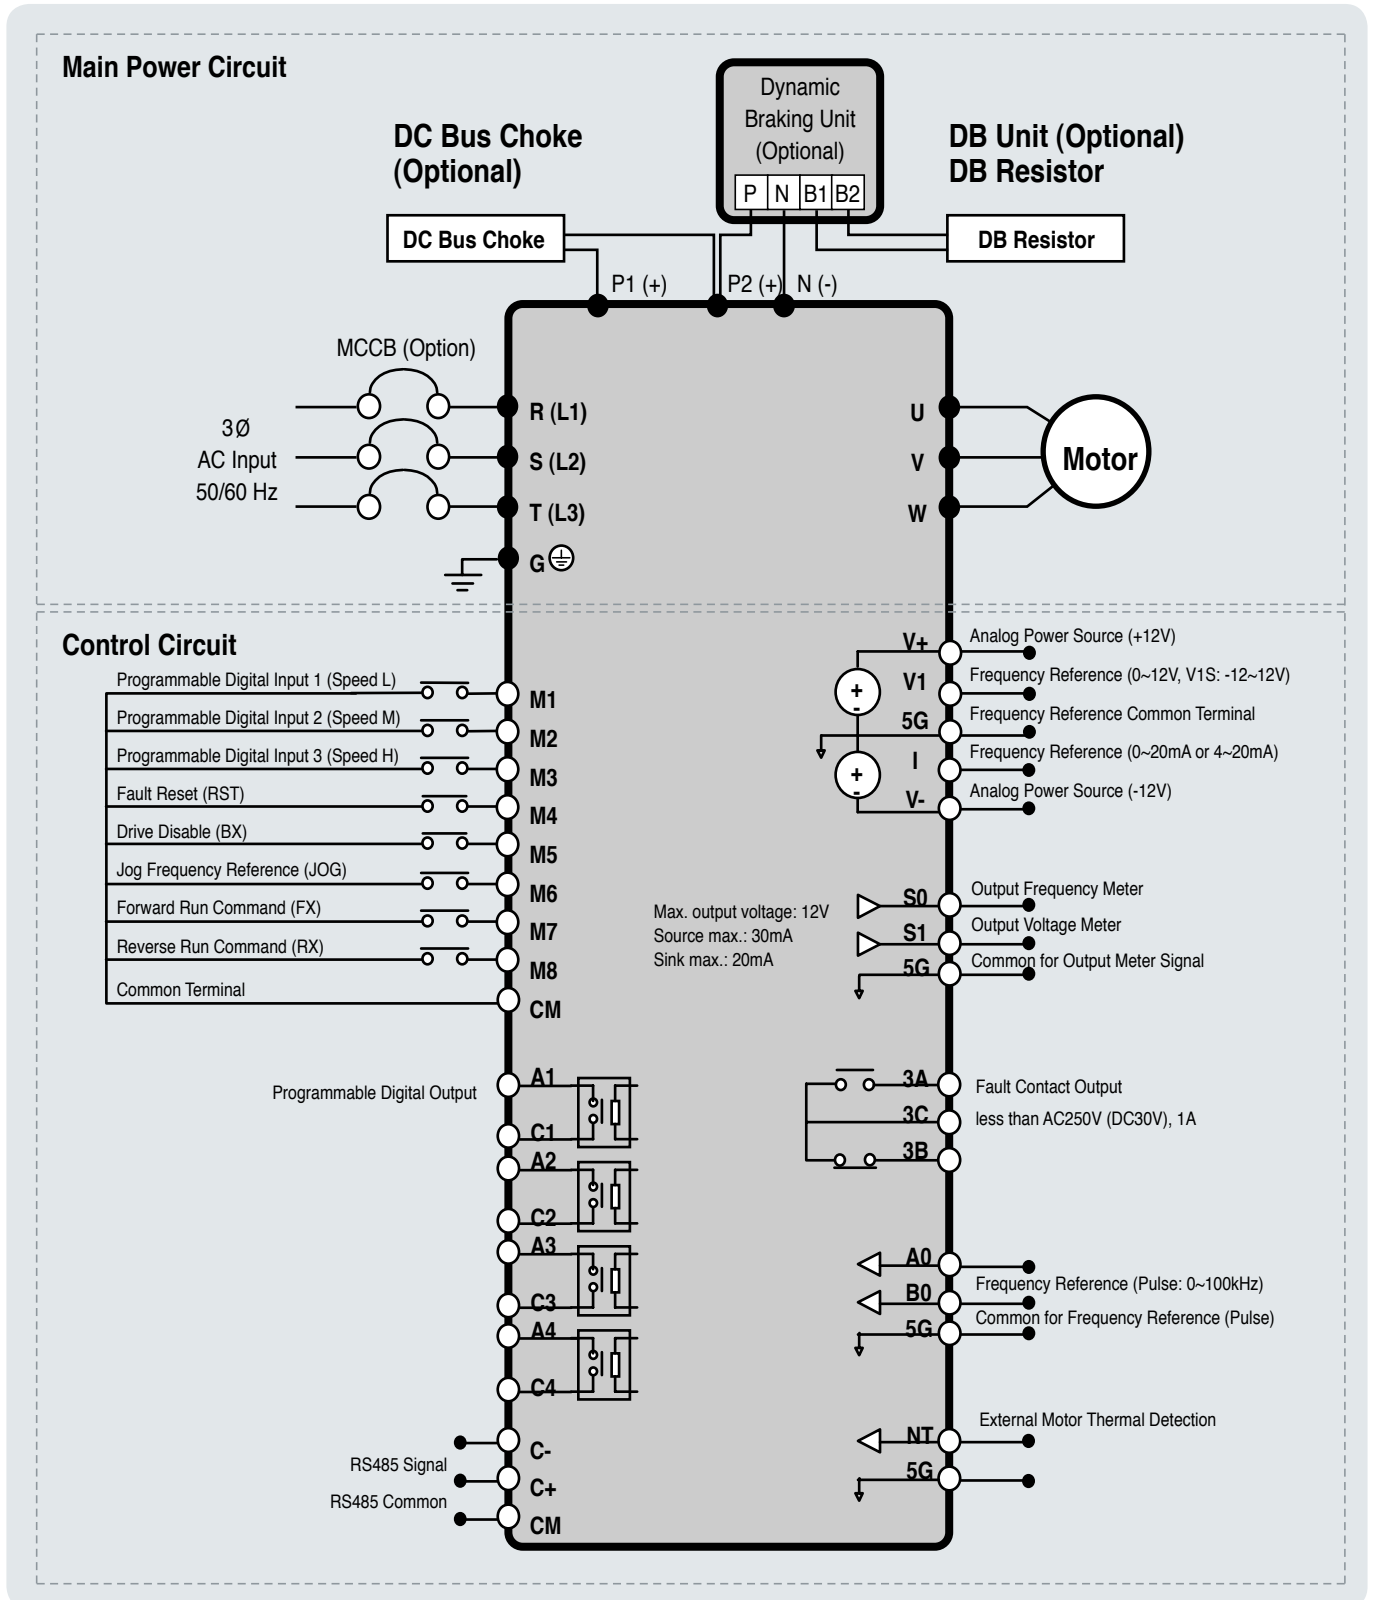 Main Power Circuit
Dynamic
Braking Unit
(Optional)
P N B1 B2
DC Bus Choke
(Optional)
DB Unit (Optional)
DB Resistor
DC Bus Choke
DB Resistor
P1 (+)
P2 (+)
N (-)
MCCB (Option)
3Ø
AC Input
50/60 Hz
R (L1)
S (L2)
T (L3)
G
U
V
W
Motor
Control Circuit
Programmable Digital Input 1 (Speed L)
M1
Programmable Digital Input 2 (Speed M)
M2
Programmable Digital Input 3 (Speed H)
M3
Fault Reset (RST)
M4
Drive Disable (BX)
M5
Jog Frequency Reference (JOG)
M6
Forward Run Command (FX)
M7
Reverse Run Command (RX)
M8
Common Terminal
CM
V+
Analog Power Source (+12V)
V1
Frequency Reference (0~12V, V1S: -12~12V)
5G
Frequency Reference Common Terminal
I
Frequency Reference (0~20mA or 4~20mA)
V-
Analog Power Source (-12V)
+
-
+
-
Max. output voltage: 12V
Source max.: 30mA
Sink max.: 20mA
S0
Output Frequency Meter
S1
Output Voltage Meter
5G
Common for Output Meter Signal
Programmable Digital Output
A1
C1
A2
C2
A3
C3
A4
C4
3A
Fault Contact Output
3C
less than AC250V (DC30V), 1A
3B
A0
B0
Frequency Reference (Pulse: 0~100kHz)
5G
Common for Frequency Reference (Pulse)
NT
External Motor Thermal Detection
5G
C-
RS485 Signal
C+
RS485 Common
CM